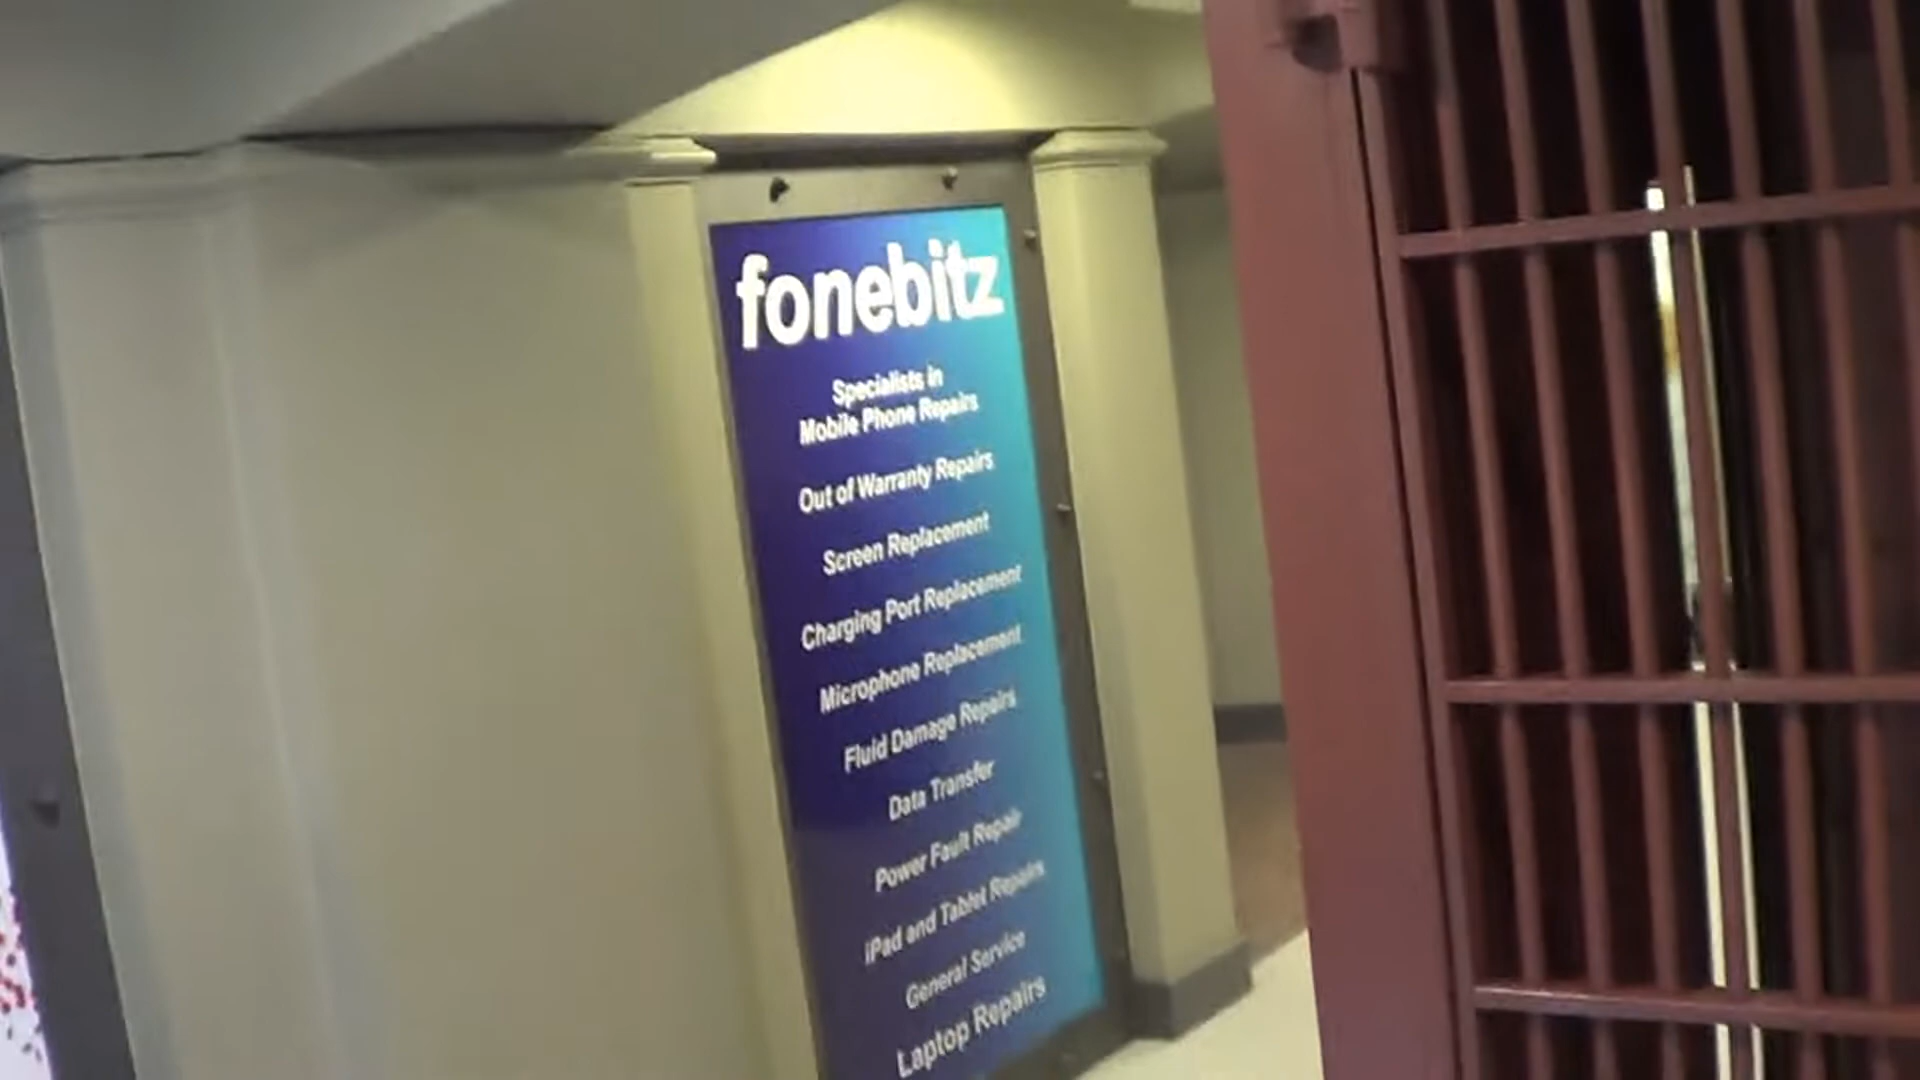 fonebitz
Specialists in
Mobile Phone Repairs
Out of Warranty Repairs
Screen Replacement
Charging Port Replacement
Microphone Replacement
Fluid Damage Repairs
Data Transfer
Power Fault Repair
iPad and Tablet Repairs
General Service
Laptop Repairs